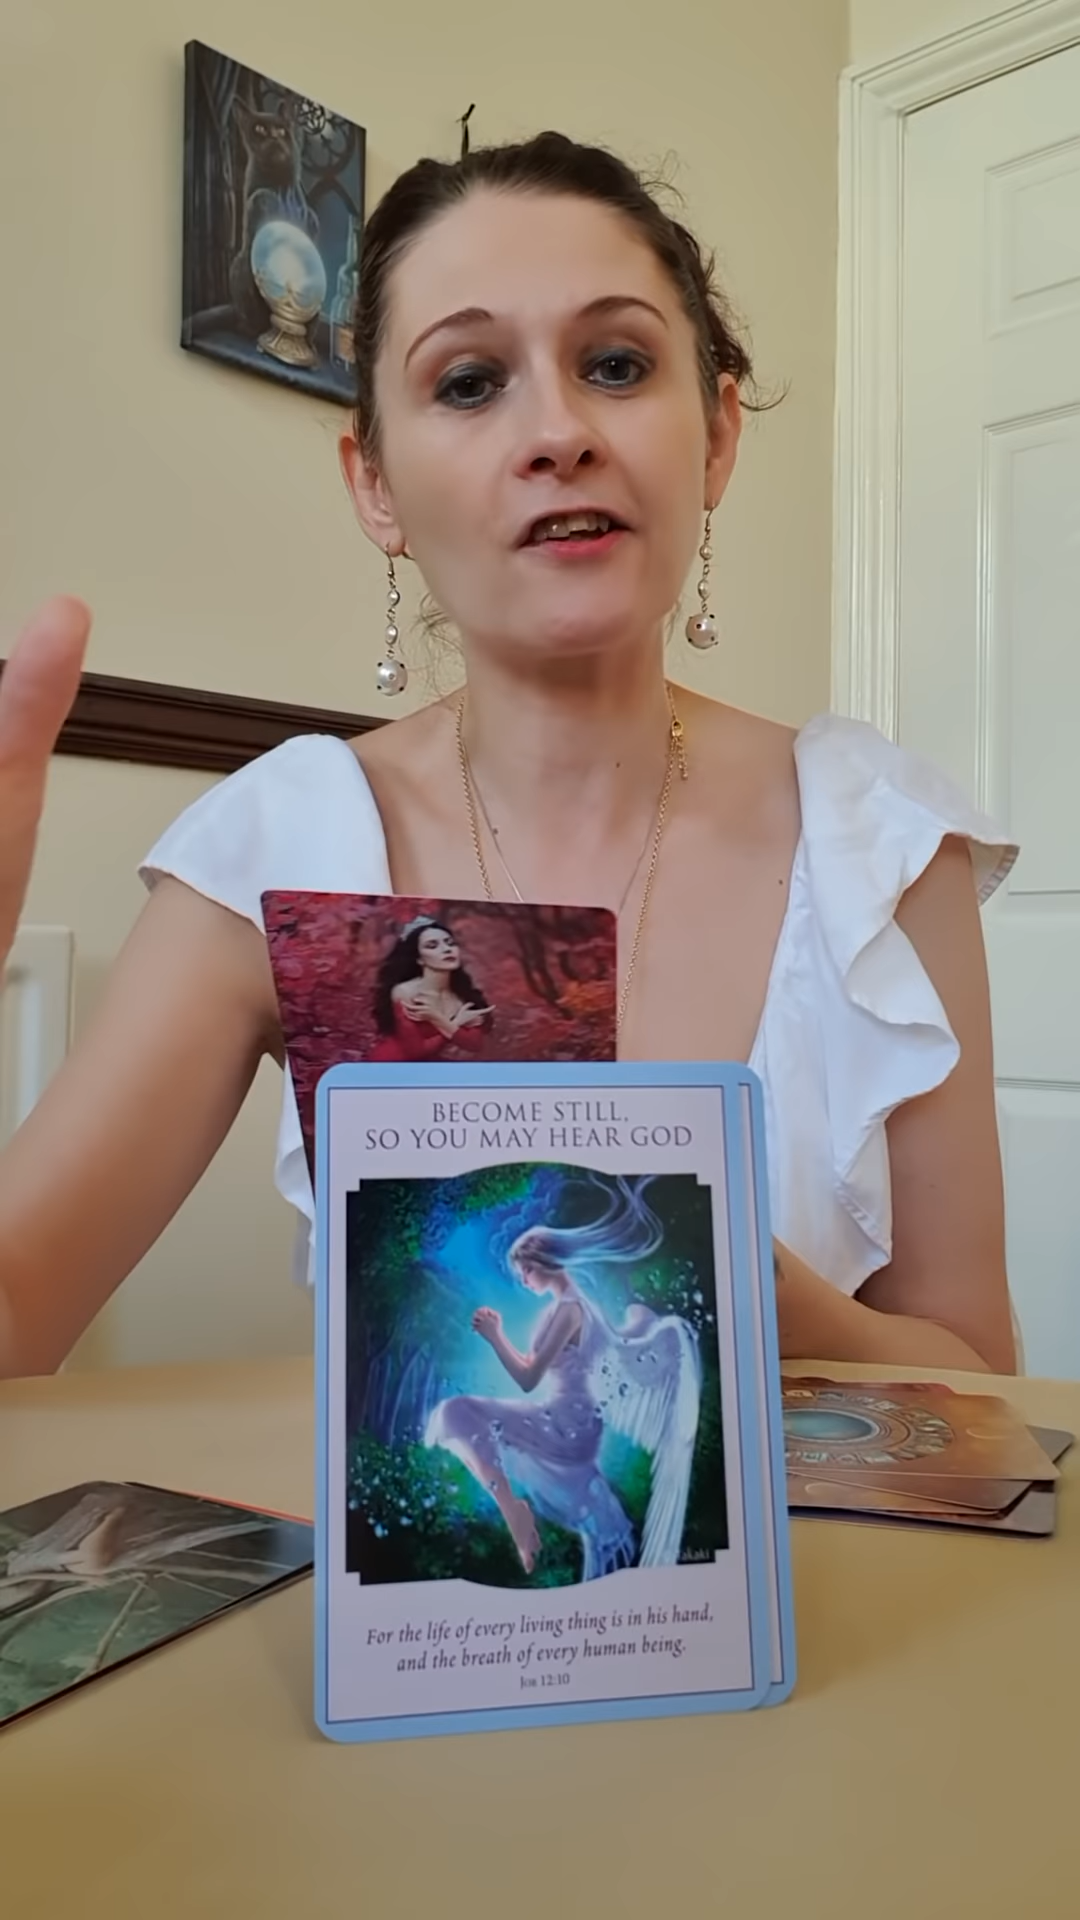 BECOME STILL,
SO YOU MAY HEAR GOD
For the life of every living thing is in his hand,
and the breath of every human being.
Job 12:10